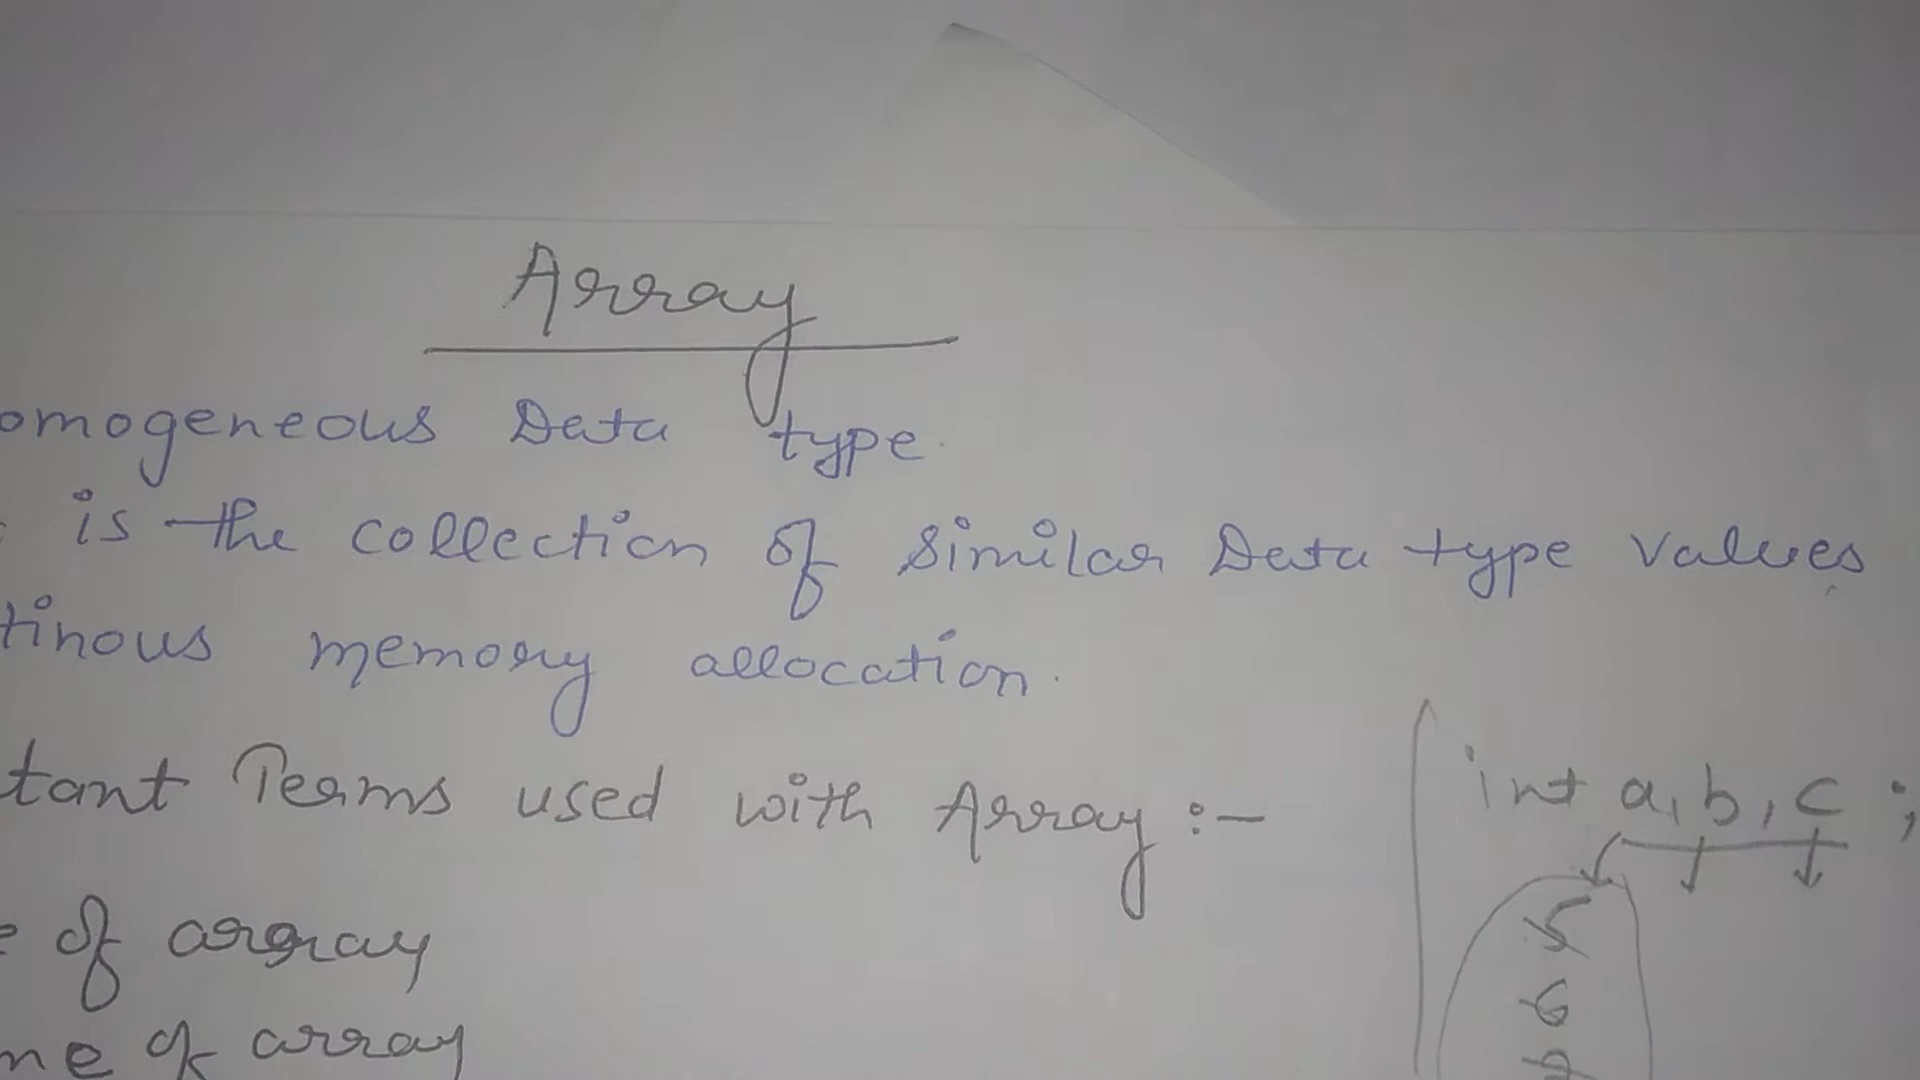 Array
omogeneous Data type.
is the collection of similar Data type values
tinous memory allocation.
tant Terms used with Array :-
int a, b, c ;
5
6
of array
me of array